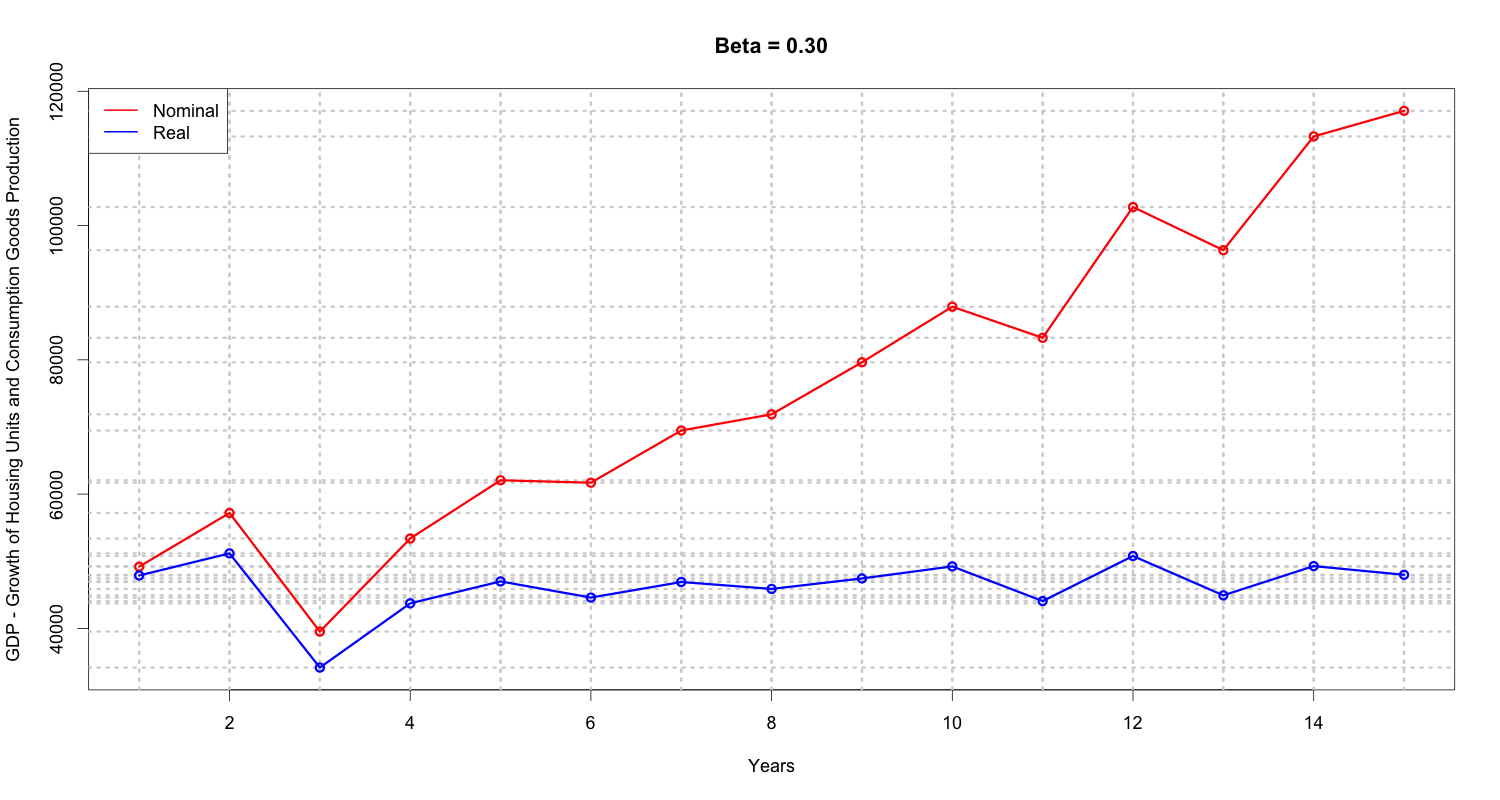 Beta = 0.30
Nominal
Real
GDP - Growth of Housing Units and Consumption Goods Production
120000
100000
80000
60000
40000
2 4 6 8 10 12 14
Years